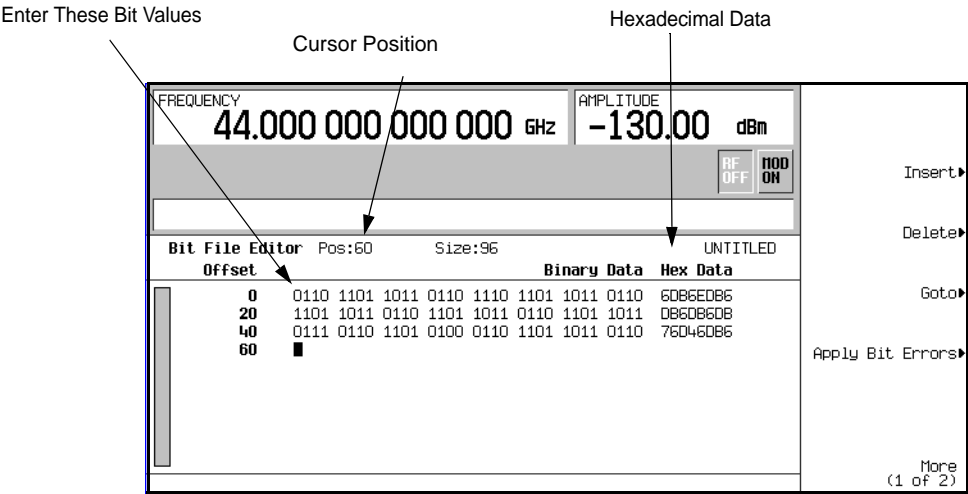 Enter These Bit Values
Cursor Position
Hexadecimal Data
FREQUENCY
44.000 000 000 000 GHz
AMPLITUDE
-130.00 dBm
RF OFF
MOD ON
Insert
Delete
Goto
Apply Bit Errors
More
(1 of 2)
Bit File Editor Pos:60 Size:96 UNTITLED
Offset Binary Data Hex Data
0 0110 1101 1011 0110 1110 1101 1011 0110 6DB6EDB6
20 1101 1011 0110 1101 1011 0110 1101 1011 DB6DB6DB
40 0111 0110 1101 0100 0110 1101 1011 0110 76D46DB6
60